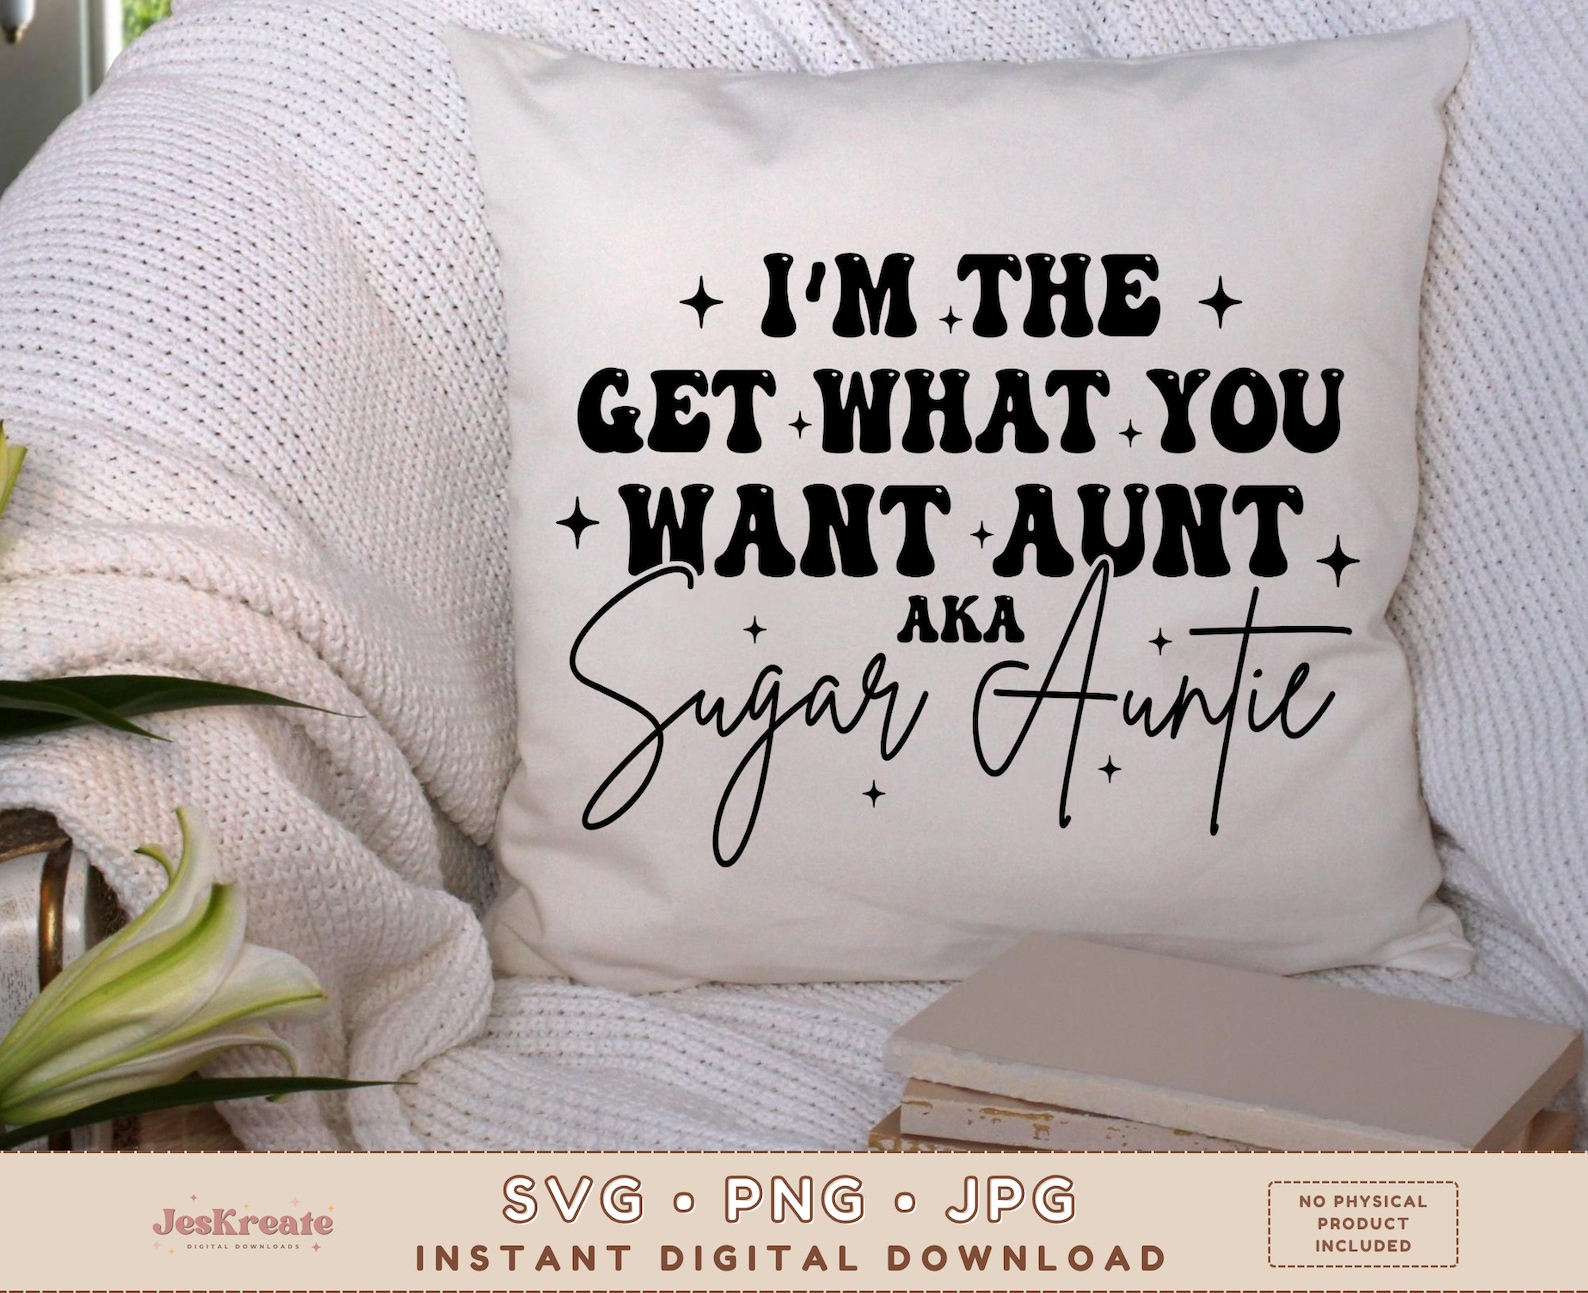 I'M THE
GET WHAT YOU
WANT AUNT
AKA
Sugar Auntie
SVG • PNG • JPG
INSTANT DIGITAL DOWNLOAD
JesKreate
DIGITAL DOWNLOADS
NO PHYSICAL
PRODUCT
INCLUDED